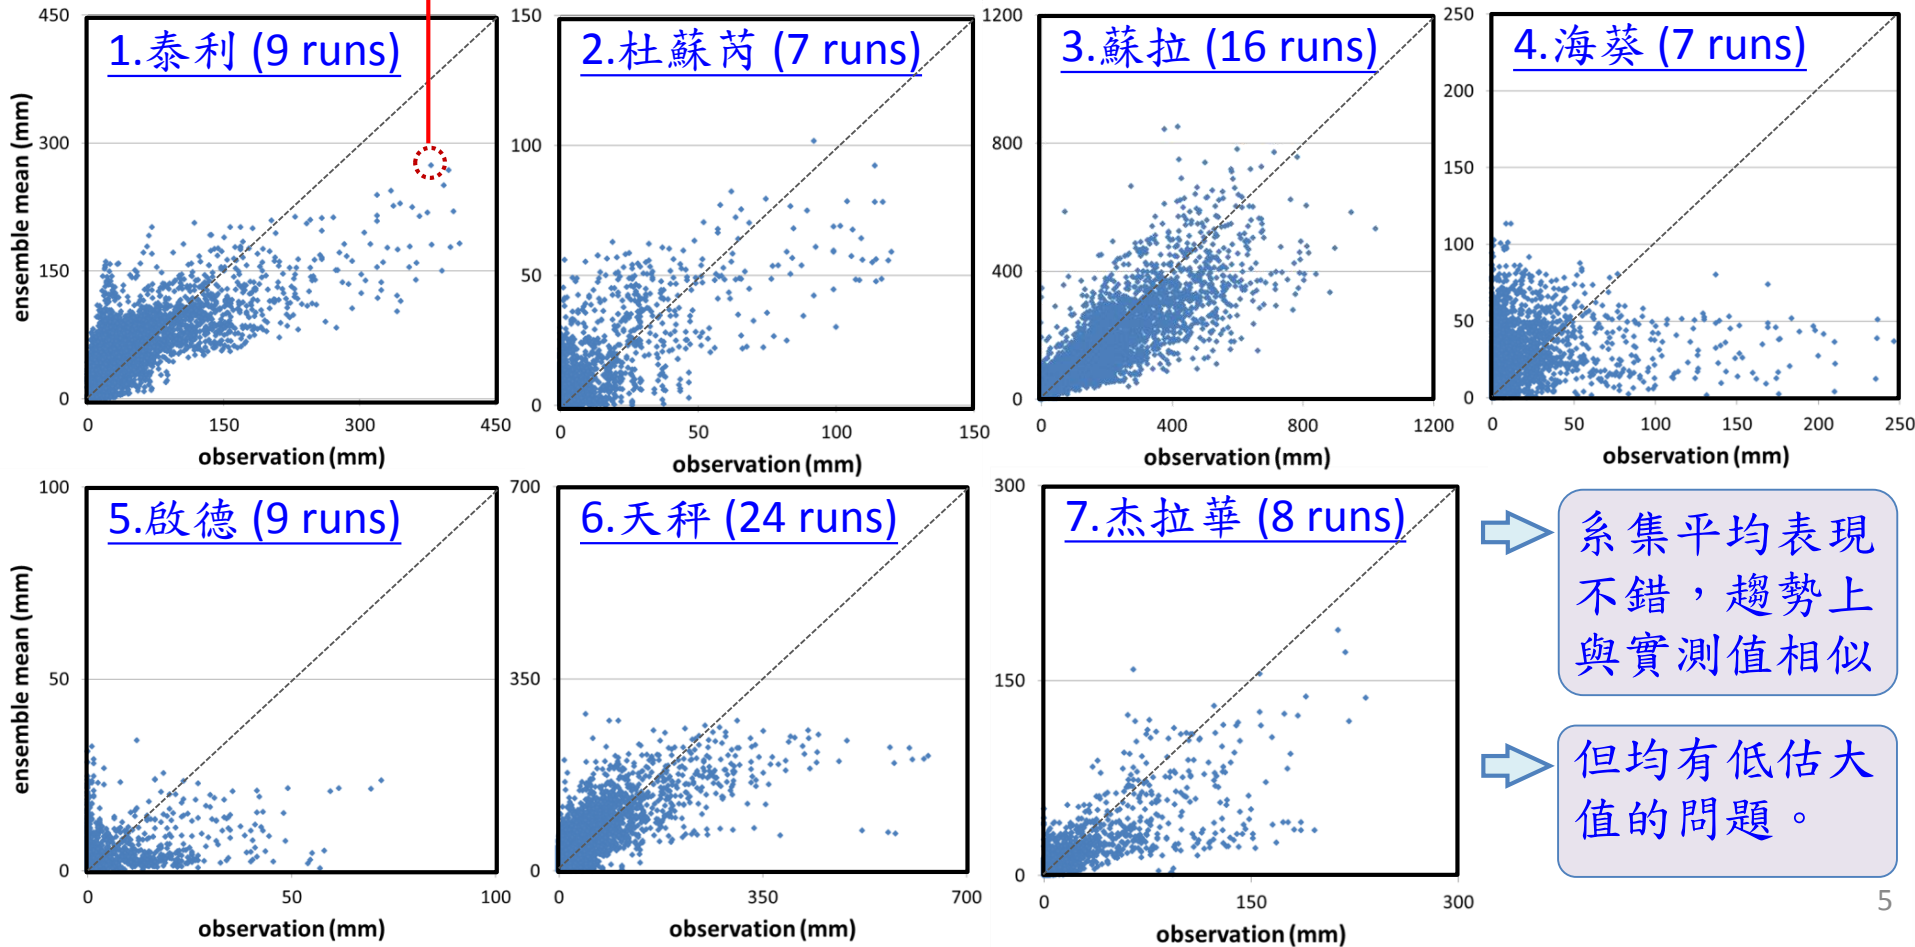 1.泰利 (9 runs)
450
300
150
0
0
150
300
450
ensemble mean (mm)
observation (mm)
2.杜蘇芮 (7 runs)
150
100
50
0
0
50
100
150
observation (mm)
3.蘇拉 (16 runs)
1200
800
400
0
0
400
800
1200
observation (mm)
4.海葵 (7 runs)
250
200
150
100
50
0
0
50
100
150
200
250
observation (mm)
5.啟德 (9 runs)
100
50
0
0
50
100
ensemble mean (mm)
observation (mm)
6.天秤 (24 runs)
700
350
0
0
350
700
observation (mm)
7.杰拉華 (8 runs)
300
150
0
0
150
300
observation (mm)
系集平均表現
不錯，趨勢上
與實測值相似
但均有低估大
值的問題。
5